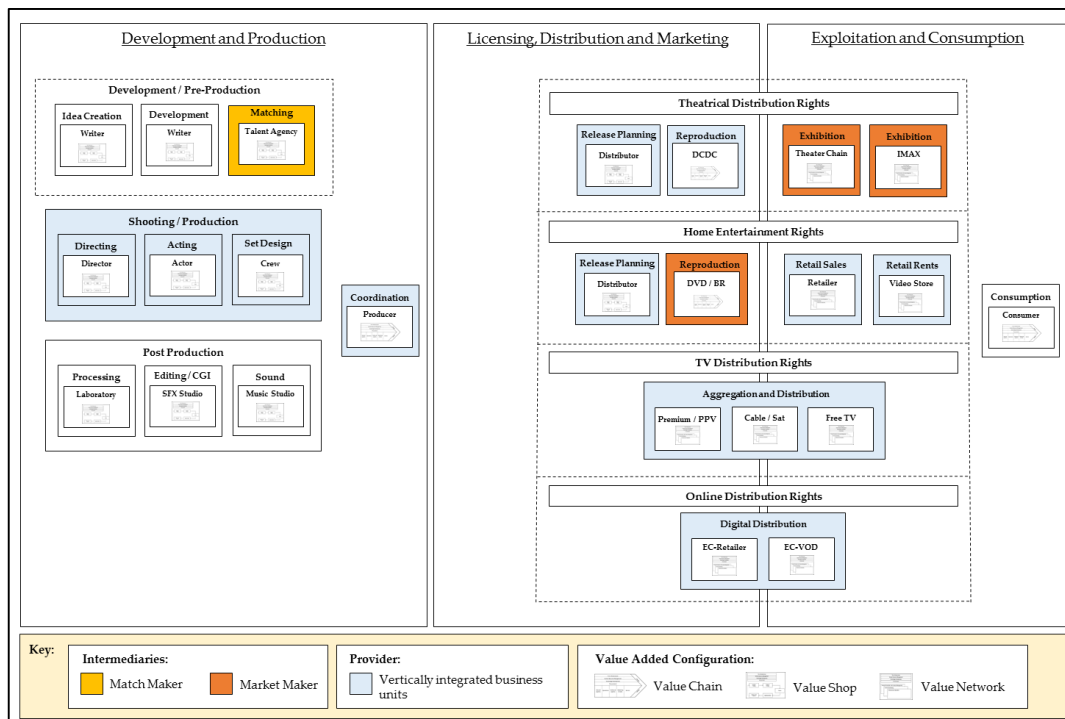 Development and Production
Licensing, Distribution and Marketing
Exploitation and Consumption
Development / Pre-Production
Idea Creation
Writer
Development
Writer
Matching
Talent Agency
Shooting / Production
Directing
Director
Acting
Actor
Set Design
Crew
Coordination
Producer
Post Production
Processing
Laboratory
Editing / CGI
SFX Studio
Sound
Music Studio
Theatrical Distribution Rights
Release Planning
Distributor
Reproduction
DCDC
Exhibition
Theater Chain
Exhibition
IMAX
Home Entertainment Rights
Release Planning
Distributor
Reproduction
DVD / BR
Retail Sales
Retailer
Retail Rents
Video Store
Consumption
Consumer
TV Distribution Rights
Aggregation and Distribution
Premium / PPV
Cable / Sat
Free TV
Online Distribution Rights
Digital Distribution
EC-Retailer
EC-VOD
Key:
Intermediaries:
Match Maker
Market Maker
Provider:
Vertically integrated business
units
Value Added Configuration:
Value Chain
Value Shop
Value Network